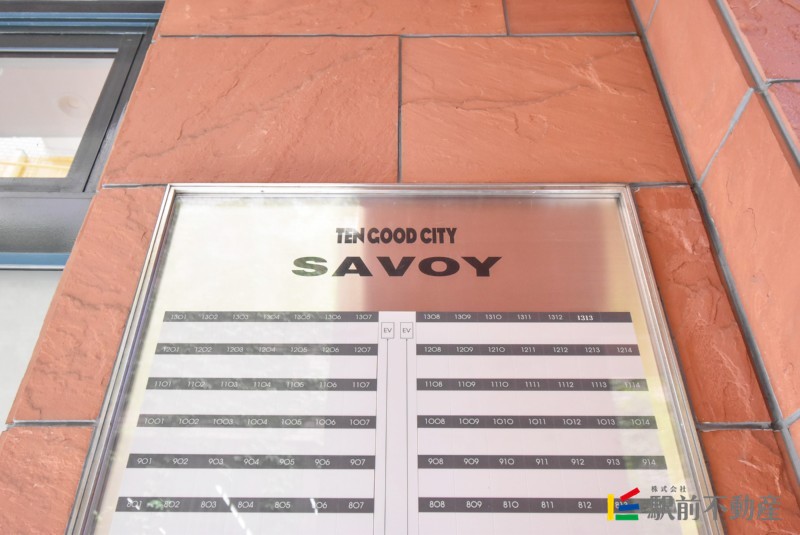 TEN GOOD CITY
SAVOY
1301 1302 1303 1304 1305 1306 1307 EV EV 1308 1309 1310 1311 1312 1313
1201 1202 1203 1204 1205 1206 1207 1208 1209 1210 1211 1212 1213 1214
1101 1102 1103 1104 1105 1106 1107 1108 1109 1110 1111 1112 1113 1114
1001 1002 1003 1004 1005 1006 1007 1008 1009 1010 1011 1012 1013 1014
901 902 903 904 905 906 907 908 909 910 911 912 913 914
801 802 803 804 805 806 807 808 809 810 811 812
株式会社
駅前不動産